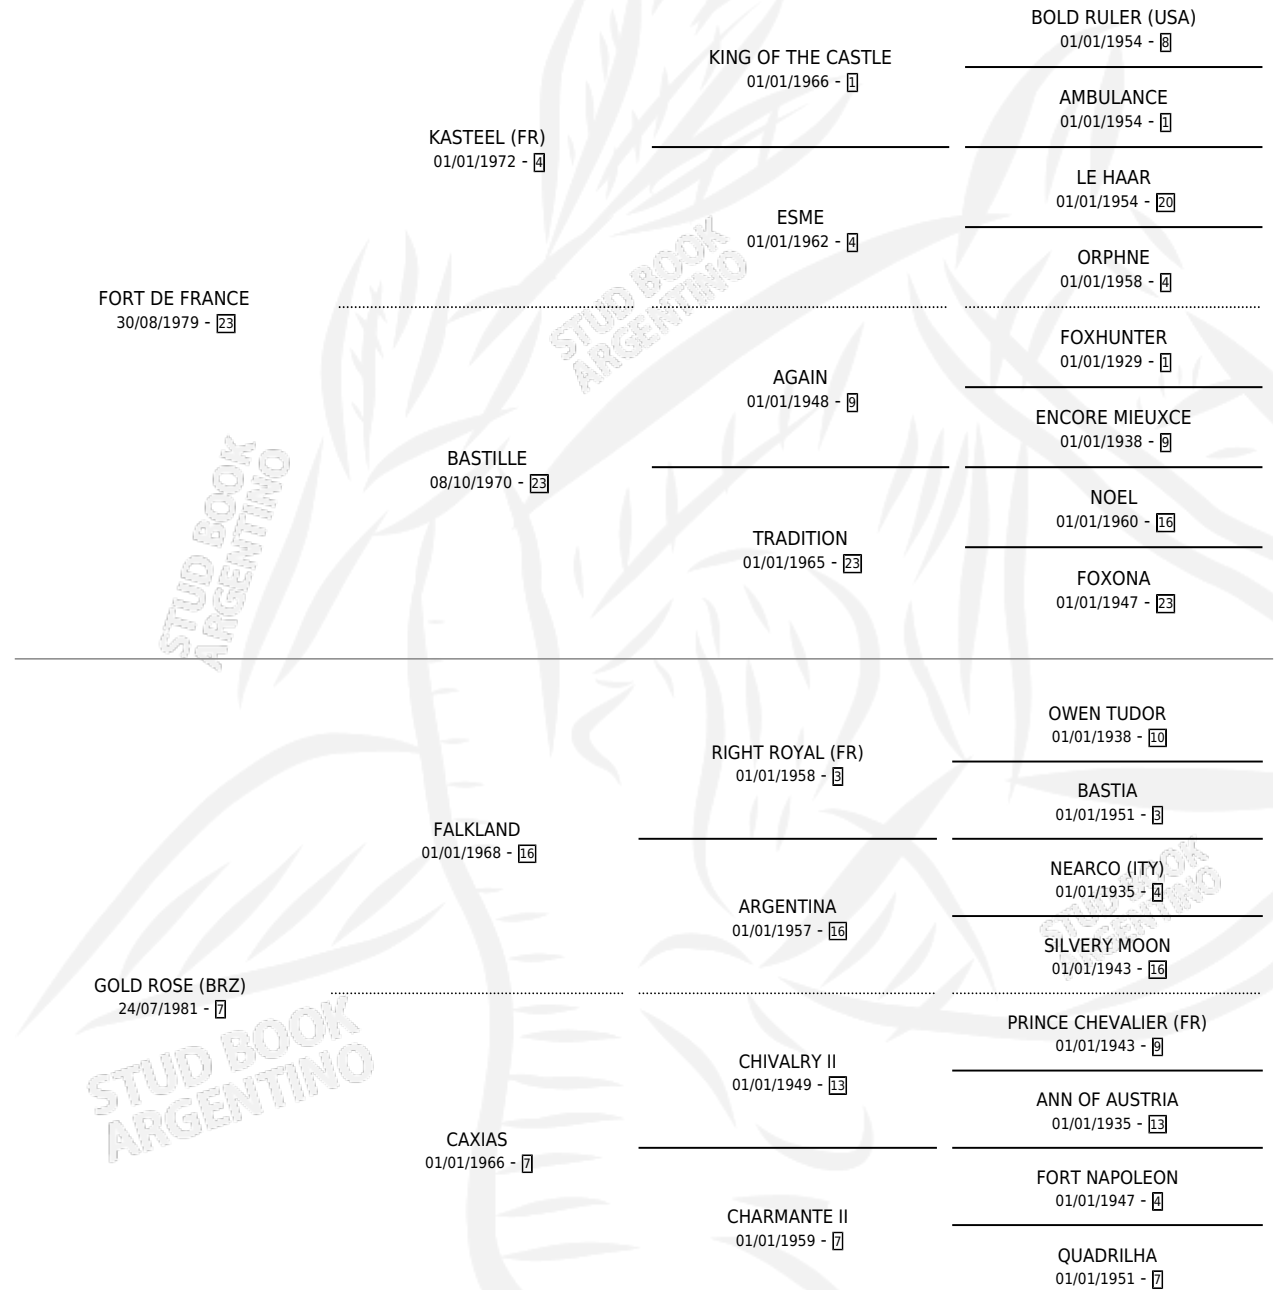 BOLD RULER (USA)
01/01/1954 - 8
KING OF THE CASTLE
01/01/1966 - 1
AMBULANCE
01/01/1954 - 1
KASTEEL (FR)
01/01/1972 - 4
LE HAAR
01/01/1954 - 20
ESME
01/01/1962 - 4
ORPHNE
01/01/1958 - 4
FORT DE FRANCE
30/08/1979 - 23
FOXHUNTER
01/01/1929 - 1
AGAIN
01/01/1948 - 9
ENCORE MIEUXCE
01/01/1938 - 9
BASTILLE
08/10/1970 - 23
NOEL
01/01/1960 - 16
TRADITION
01/01/1965 - 23
FOXONA
01/01/1947 - 23
STUD BOOK
ARGENTINO
STUD BOOK
ARGENTINO
OWEN TUDOR
01/01/1938 - 10
RIGHT ROYAL (FR)
01/01/1958 - 3
BASTIA
01/01/1951 - 3
FALKLAND
01/01/1968 - 16
NEARCO (ITY)
01/01/1935 - 4
ARGENTINA
01/01/1957 - 16
SILVERY MOON
01/01/1943 - 16
GOLD ROSE (BRZ)
24/07/1981 - 7
PRINCE CHEVALIER (FR)
01/01/1943 - 9
CHIVALRY II
01/01/1949 - 13
ANN OF AUSTRIA
01/01/1935 - 13
CAXIAS
01/01/1966 - 7
FORT NAPOLEON
01/01/1947 - 4
CHARMANTE II
01/01/1959 - 7
QUADRILHA
01/01/1951 - 7
STUD BOOK
ARGENTINO
STUD BOOK
ARGENTINO